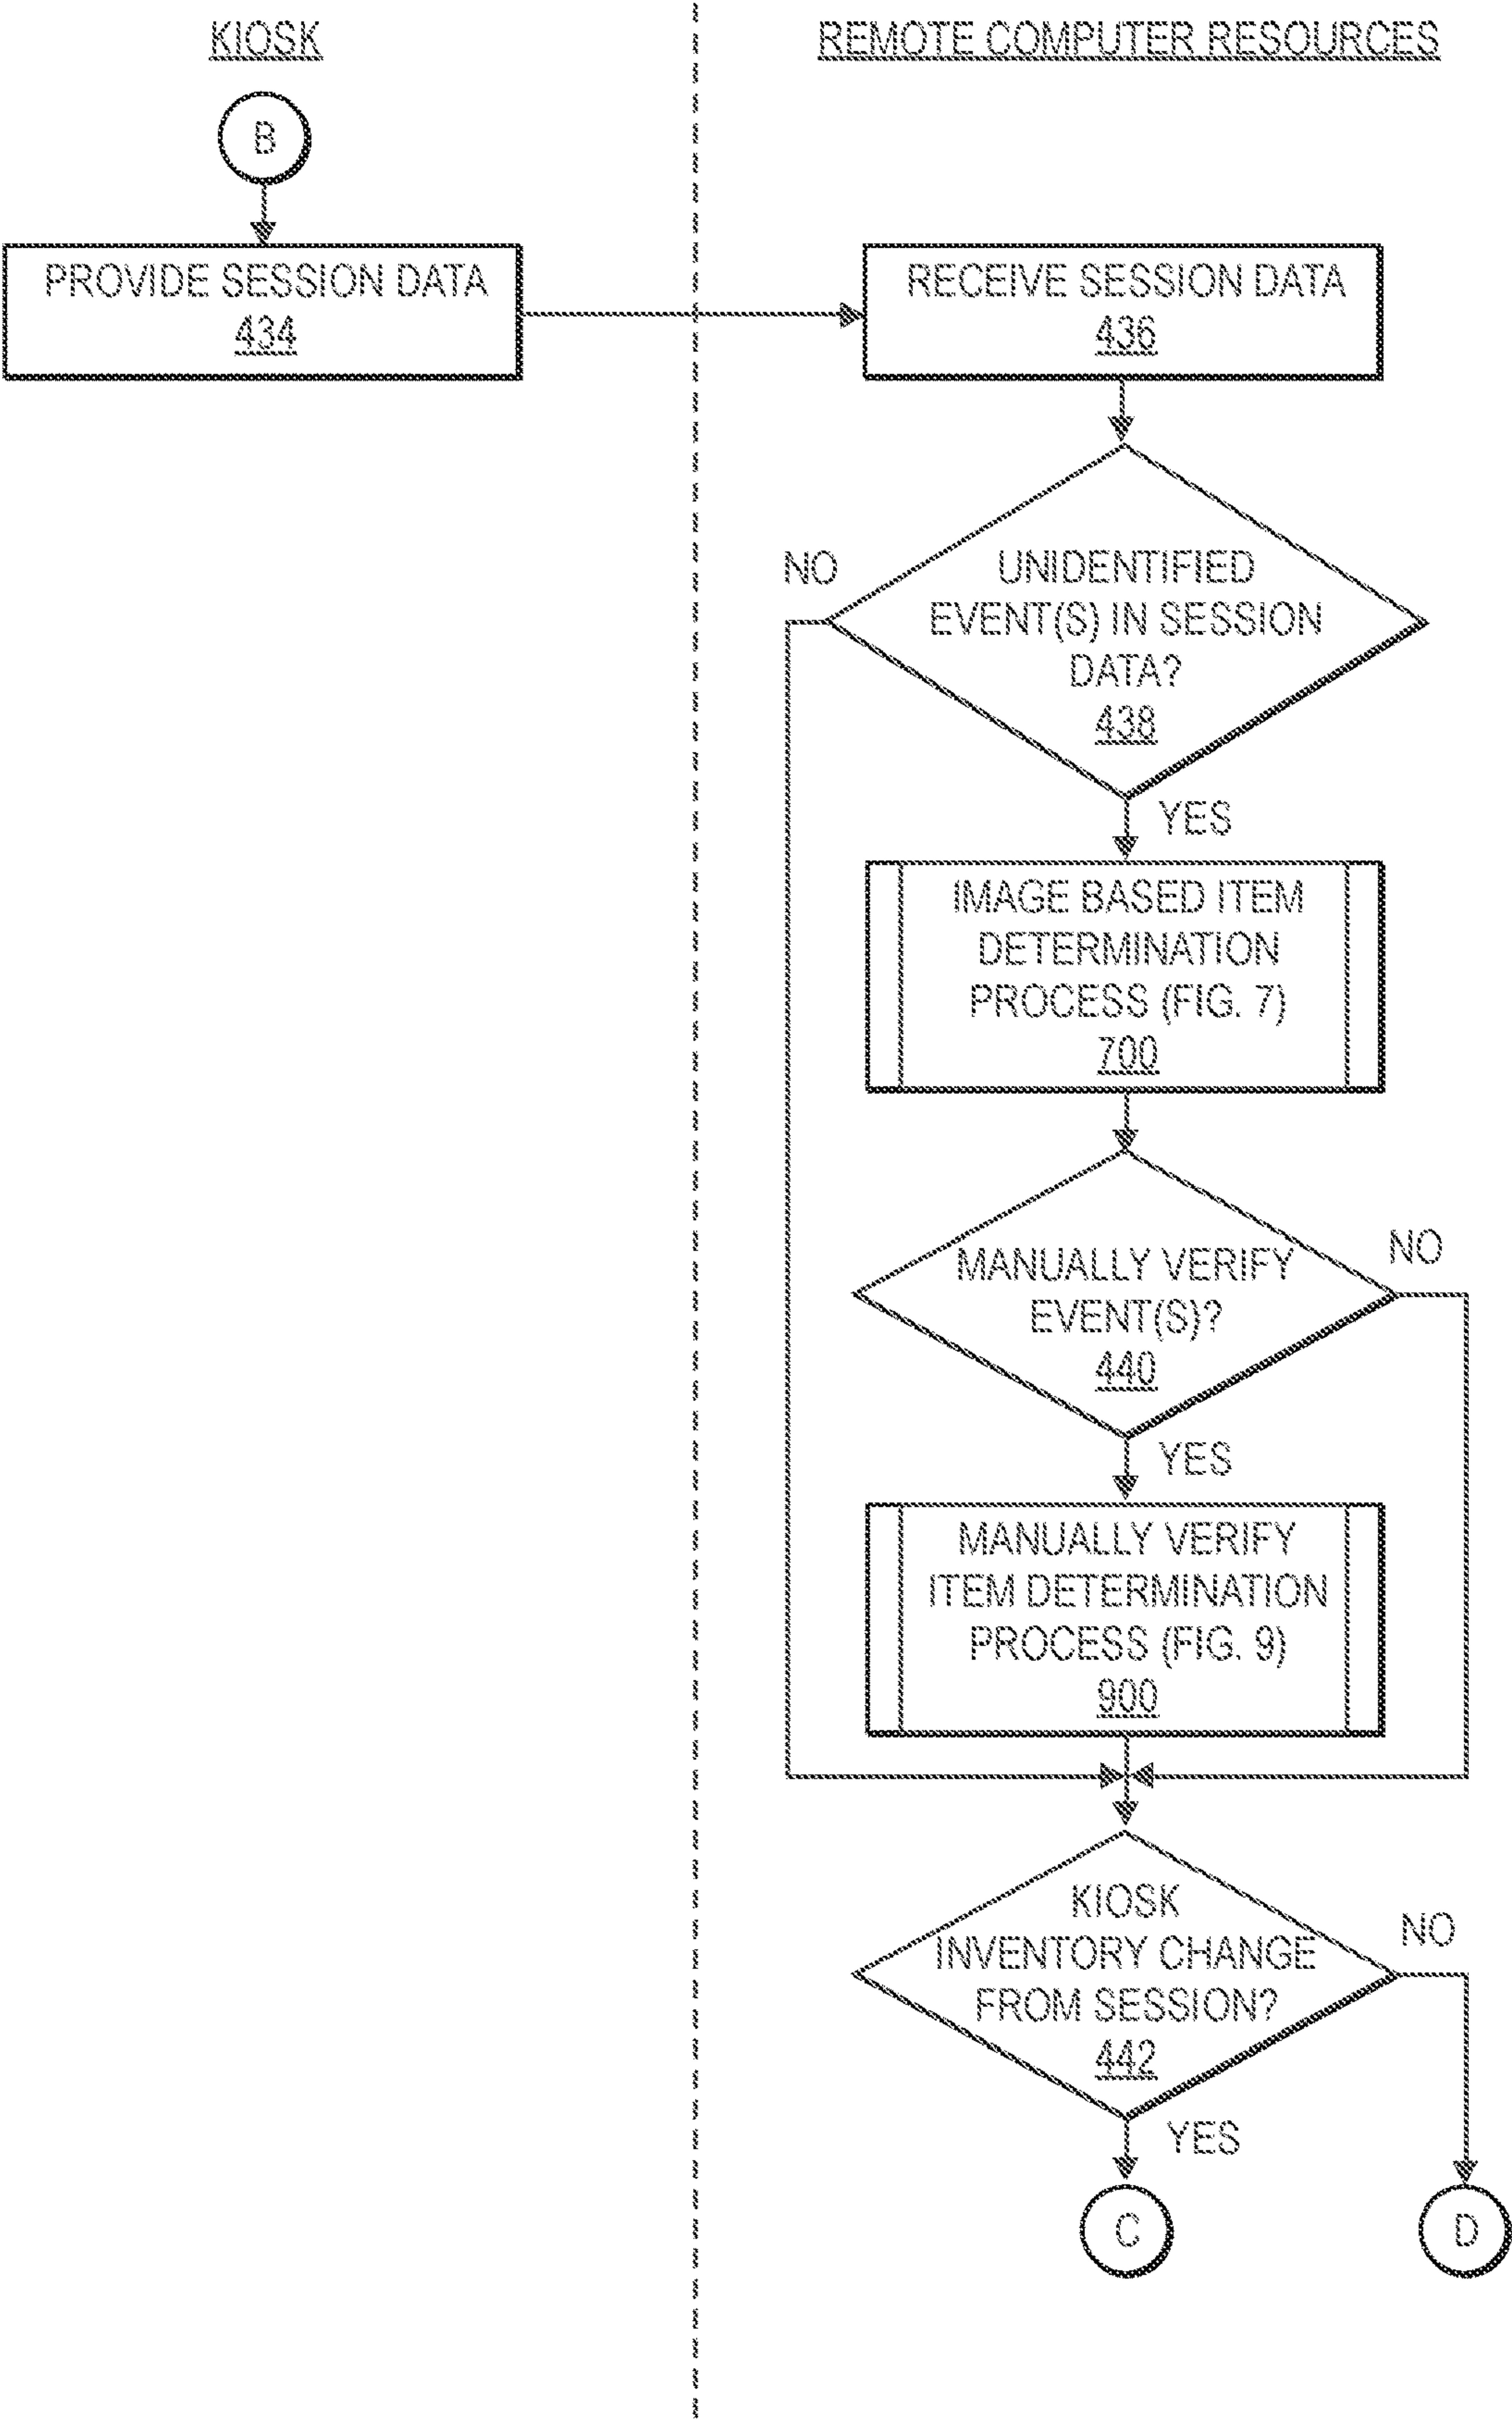 KIOSK
REMOTE COMPUTER RESOURCES
B
PROVIDE SESSION DATA
434
RECEIVE SESSION DATA
436
NO
UNIDENTIFIED
EVENT(S) IN SESSION
DATA?
438
YES
IMAGE BASED ITEM
DETERMINATION
PROCESS (FIG. 7)
700
NO
MANUALLY VERIFY
EVENT(S)?
440
YES
MANUALLY VERIFY
ITEM DETERMINATION
PROCESS (FIG. 9)
900
KIOSK
INVENTORY CHANGE
FROM SESSION?
442
NO
YES
C
D